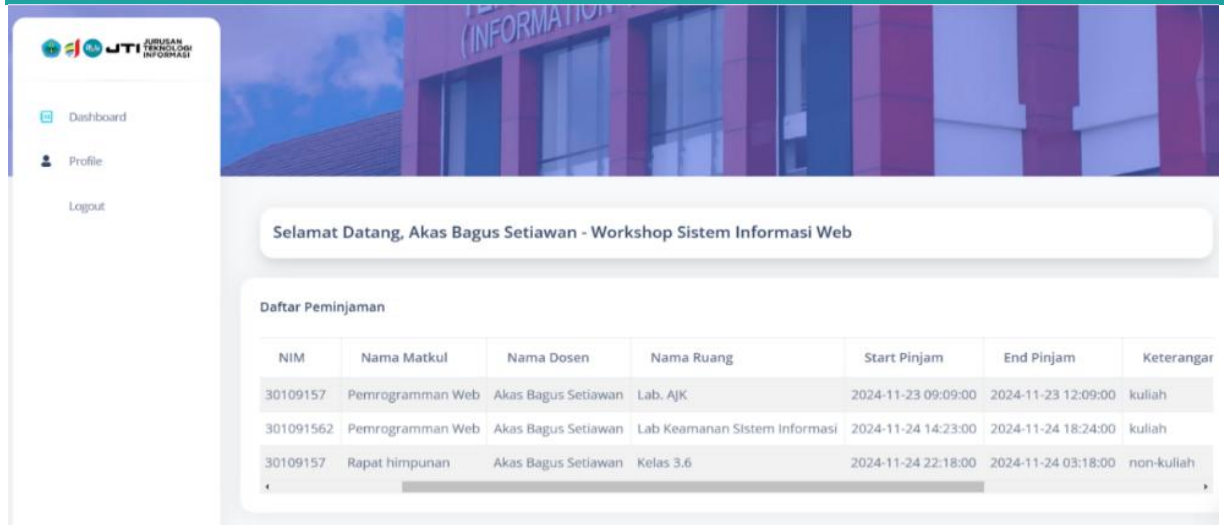 (INFORMATION
JTI JURUSAN
TEKNOLOGI
INFORMASI
Dashboard
Profile
Logout
Selamat Datang, Akas Bagus Setiawan - Workshop Sistem Informasi Web
Daftar Peminjaman
NIM Nama Matkul Nama Dosen Nama Ruang Start Pinjam End Pinjam Keterangan
30109157 Pemrogramman Web Akas Bagus Setiawan Lab. AJK 2024-11-23 09:09:00 2024-11-23 12:09:00 kuliah
301091562 Pemrogramman Web Akas Bagus Setiawan Lab Keamanan SIstem Informasi 2024-11-24 14:23:00 2024-11-24 18:24:00 kuliah
30109157 Rapat himpunan Akas Bagus Setiawan Kelas 3.6 2024-11-24 22:18:00 2024-11-24 03:18:00 non-kuliah